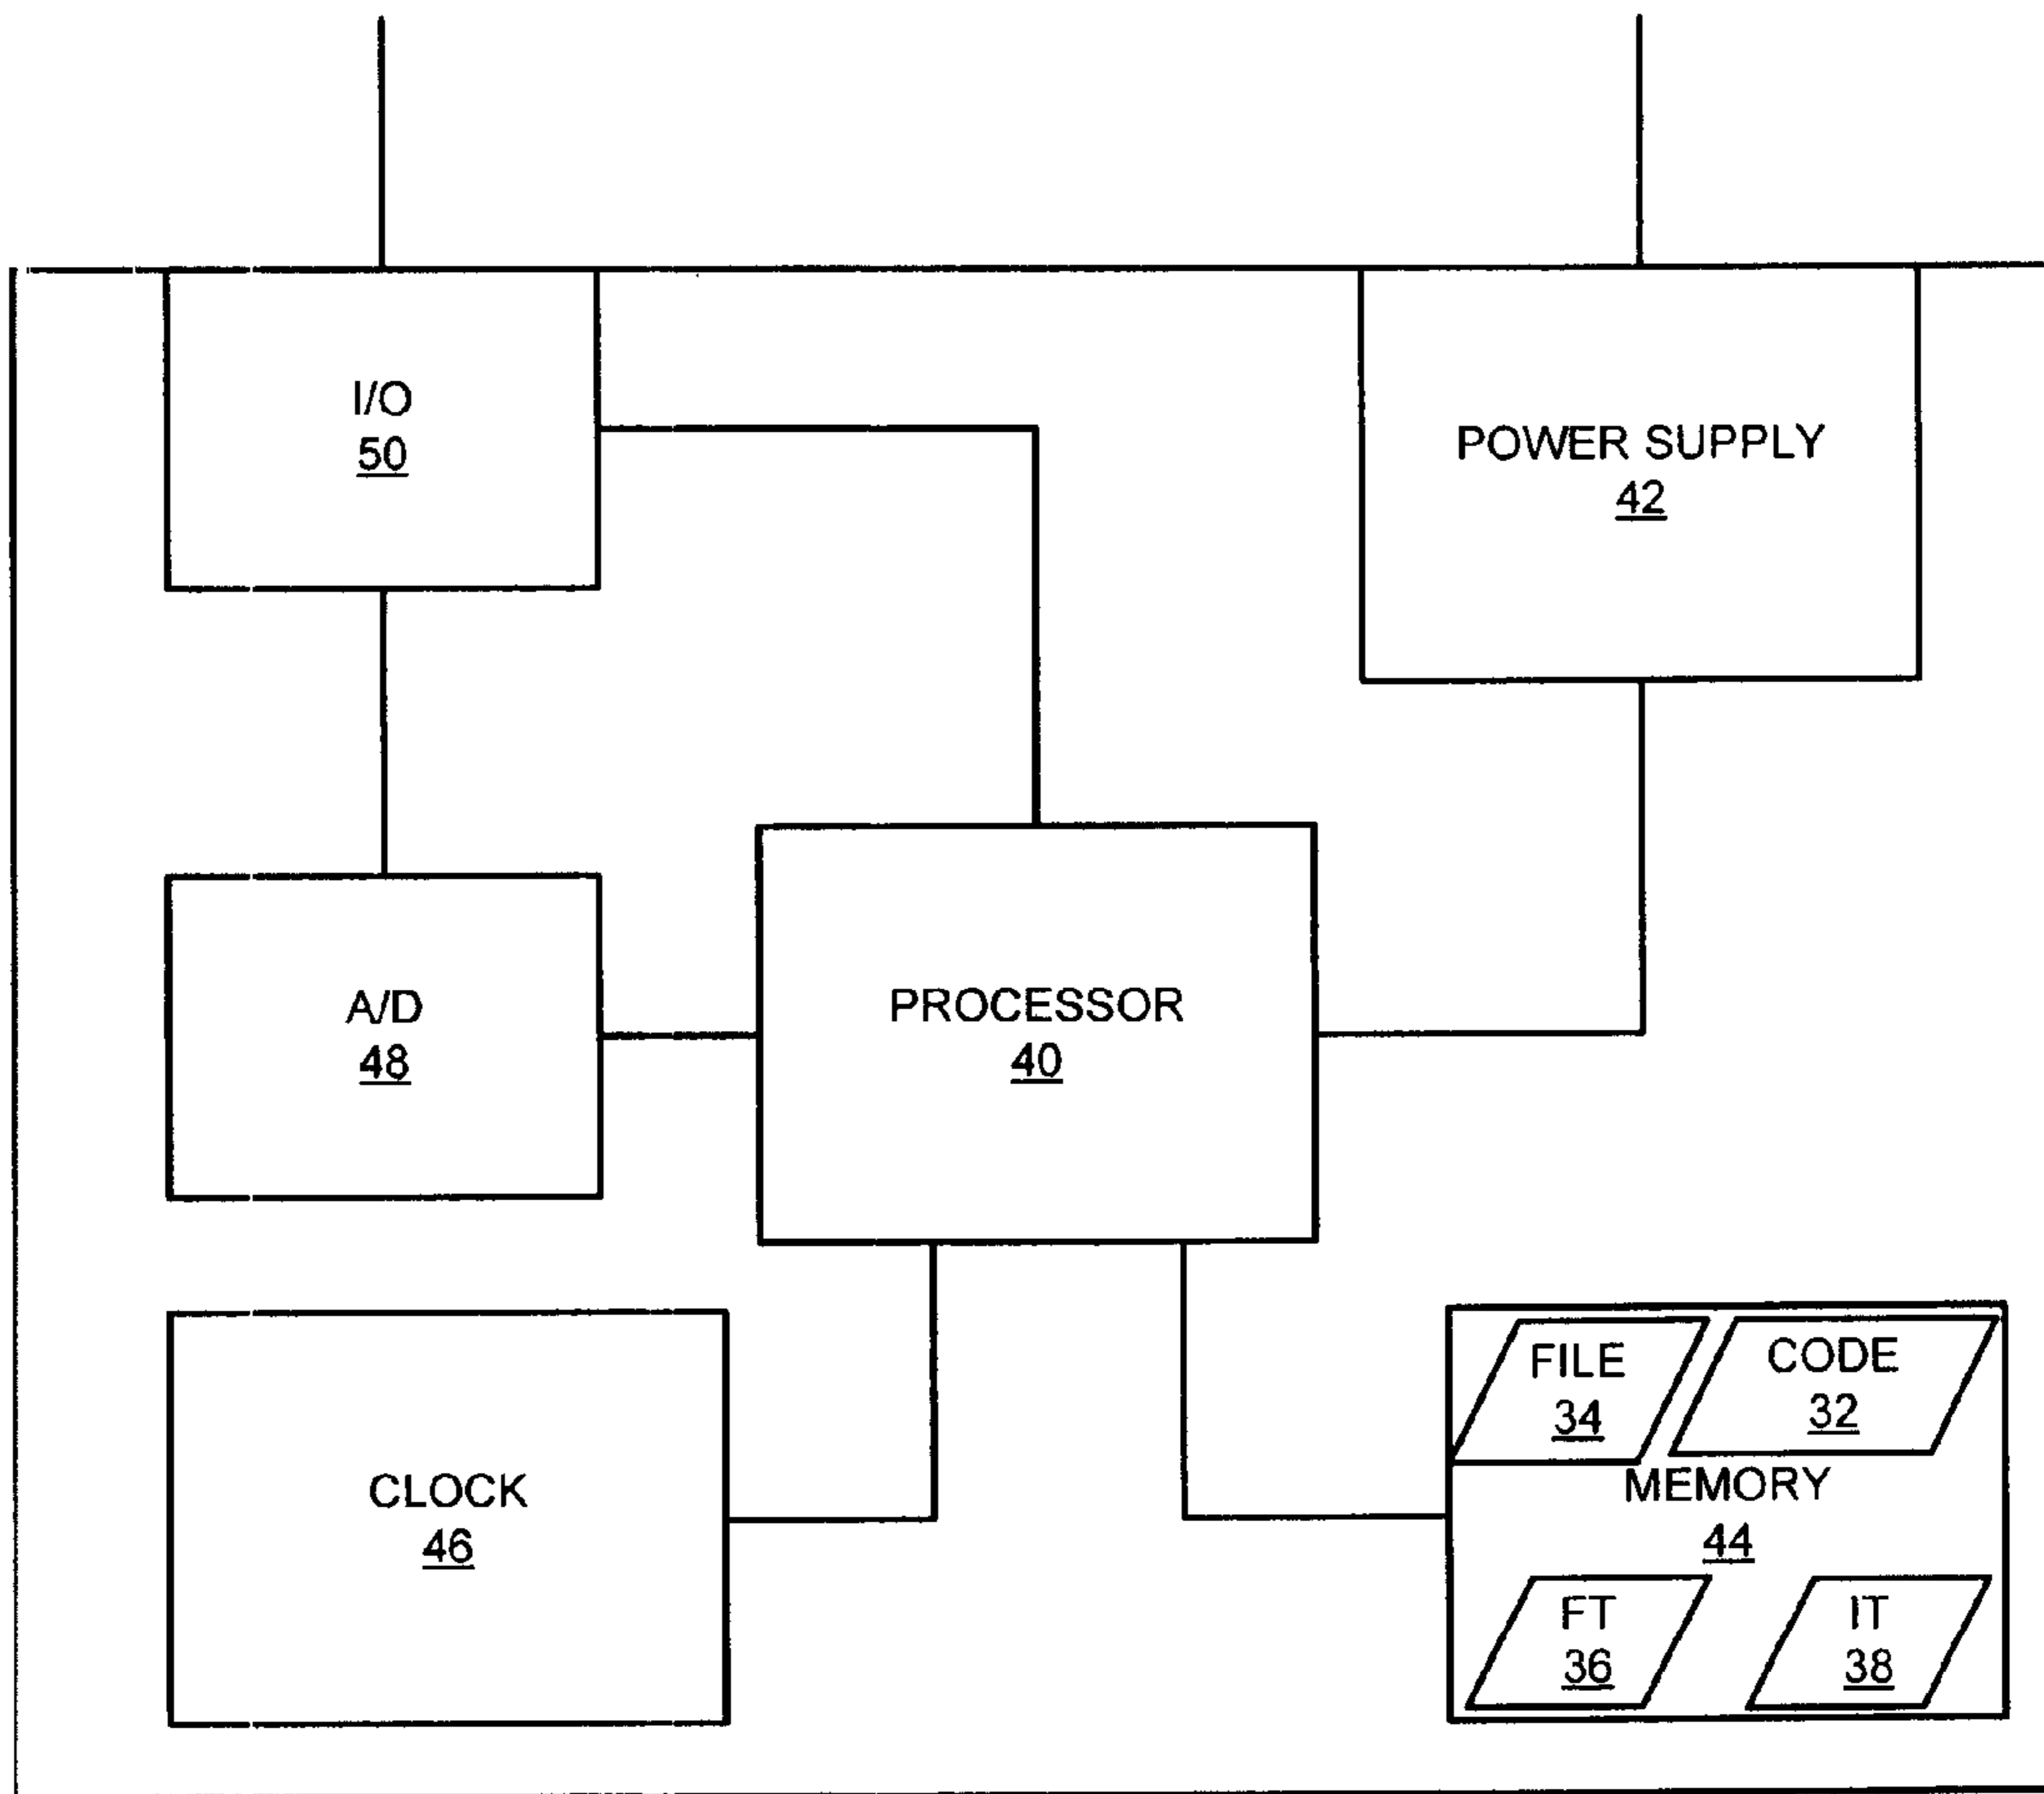 I/O
50
POWER SUPPLY
42
A/D
48
PROCESSOR
40
CLOCK
46
FILE
34
CODE
32
MEMORY
44
FT
36
IT
38